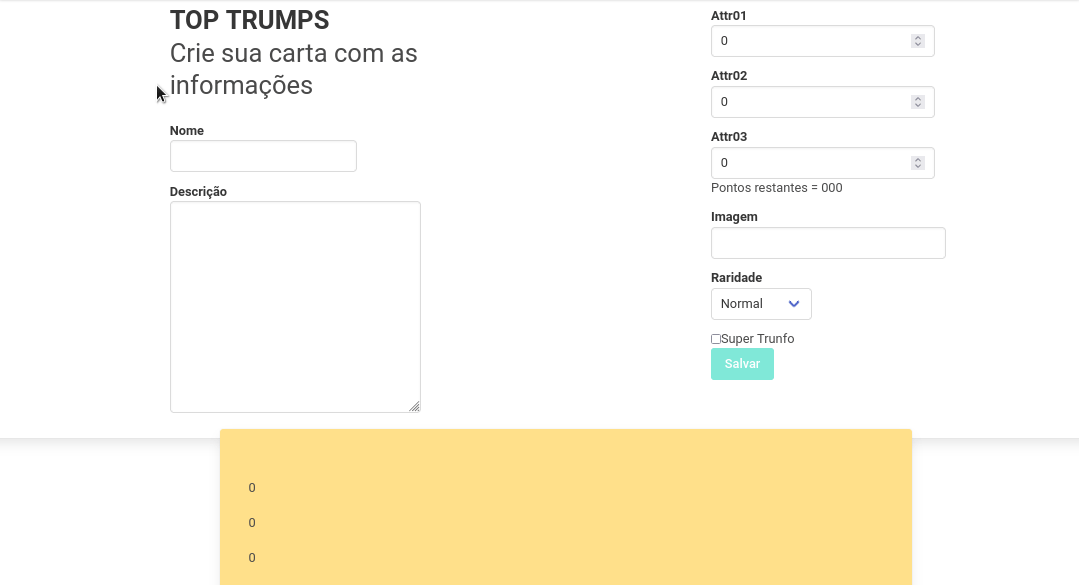 TOP TRUMPS
Crie sua carta com as
informações
Nome
Descrição
Attr01
0
Attr02
0
Attr03
0
Pontos restantes = 000
Imagem
Raridade
Normal
Super Trunfo
Salvar
0
0
0